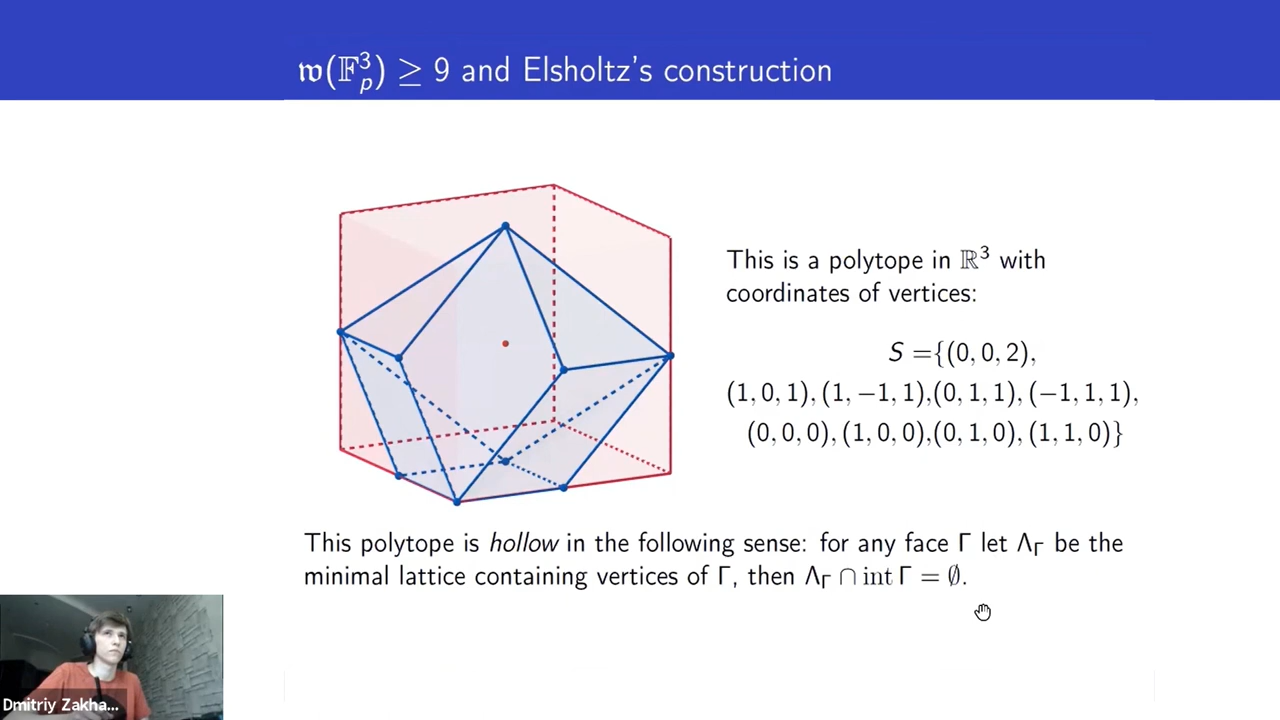 𝔴(𝔽_p^3) ≥ 9 and Elsholtz's construction
This is a polytope in ℝ^3 with
coordinates of vertices:
S ={(0, 0, 2),
(1, 0, 1), (1, −1, 1),(0, 1, 1), (−1, 1, 1),
(0, 0, 0), (1, 0, 0),(0, 1, 0), (1, 1, 0)}
This polytope is hollow in the following sense: for any face Γ let Λ_Γ be the
minimal lattice containing vertices of Γ, then Λ_Γ ∩ int Γ = ∅.
Dmitriy Zakha...